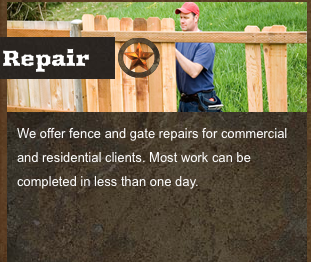 Repair
We offer fence and gate repairs for commercial
and residential clients. Most work can be
completed in less than one day.